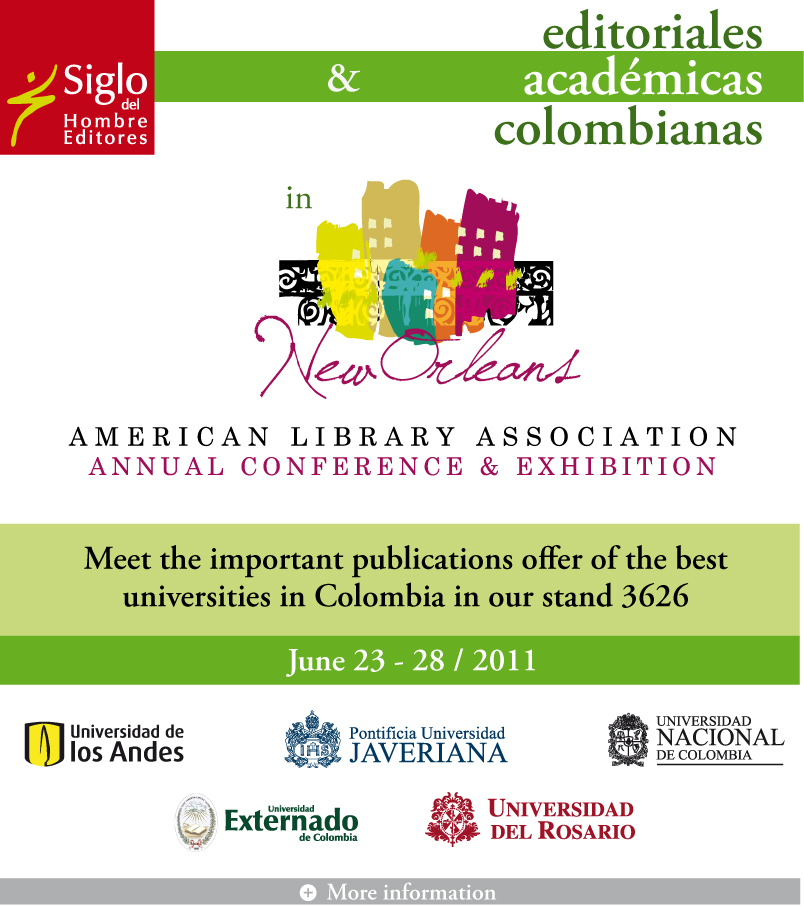 Siglo
del
Hombre
Editores
&
editoriales
académicas
colombianas
in
New Orleans
AMERICAN LIBRARY ASSOCIATION
ANNUAL CONFERENCE & EXHIBITION
Meet the important publications offer of the best
universities in Colombia in our stand 3626
June 23 - 28 / 2011
Universidad de
los Andes
Pontificia Universidad
JAVERIANA
IHS
UNIVERSIDAD
NACIONAL
DE COLOMBIA
Universidad
Externado
de Colombia
UNIVERSIDAD
DEL ROSARIO
+ More information